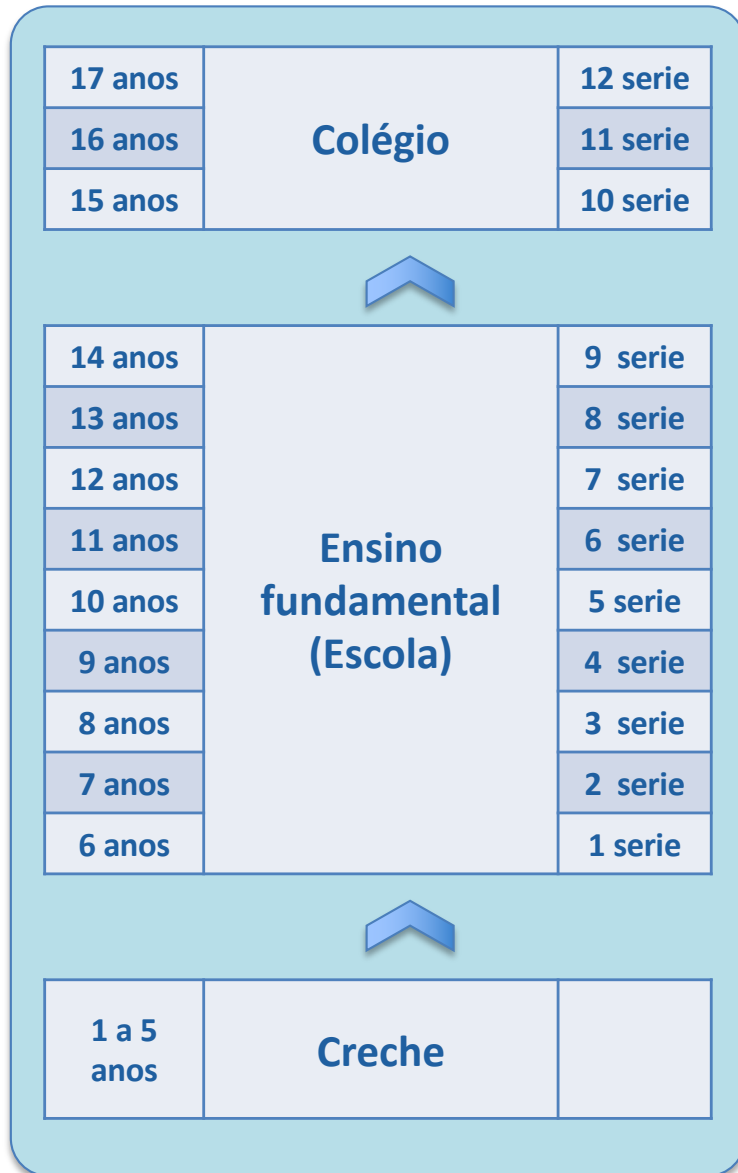 17 anos
12 serie
16 anos
Colégio
11 serie
15 anos
10 serie
14 anos
9 serie
13 anos
8 serie
12 anos
7 serie
11 anos
6 serie
Ensino
fundamental
(Escola)
10 anos
5 serie
9 anos
4 serie
8 anos
3 serie
7 anos
2 serie
6 anos
1 serie
1 a 5
anos
Creche